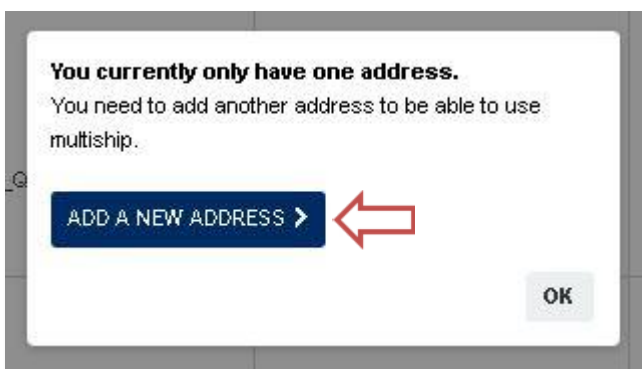 You currently only have one address.
You need to add another address to be able to use
multiship.
_Q
ADD A NEW ADDRESS >
OK